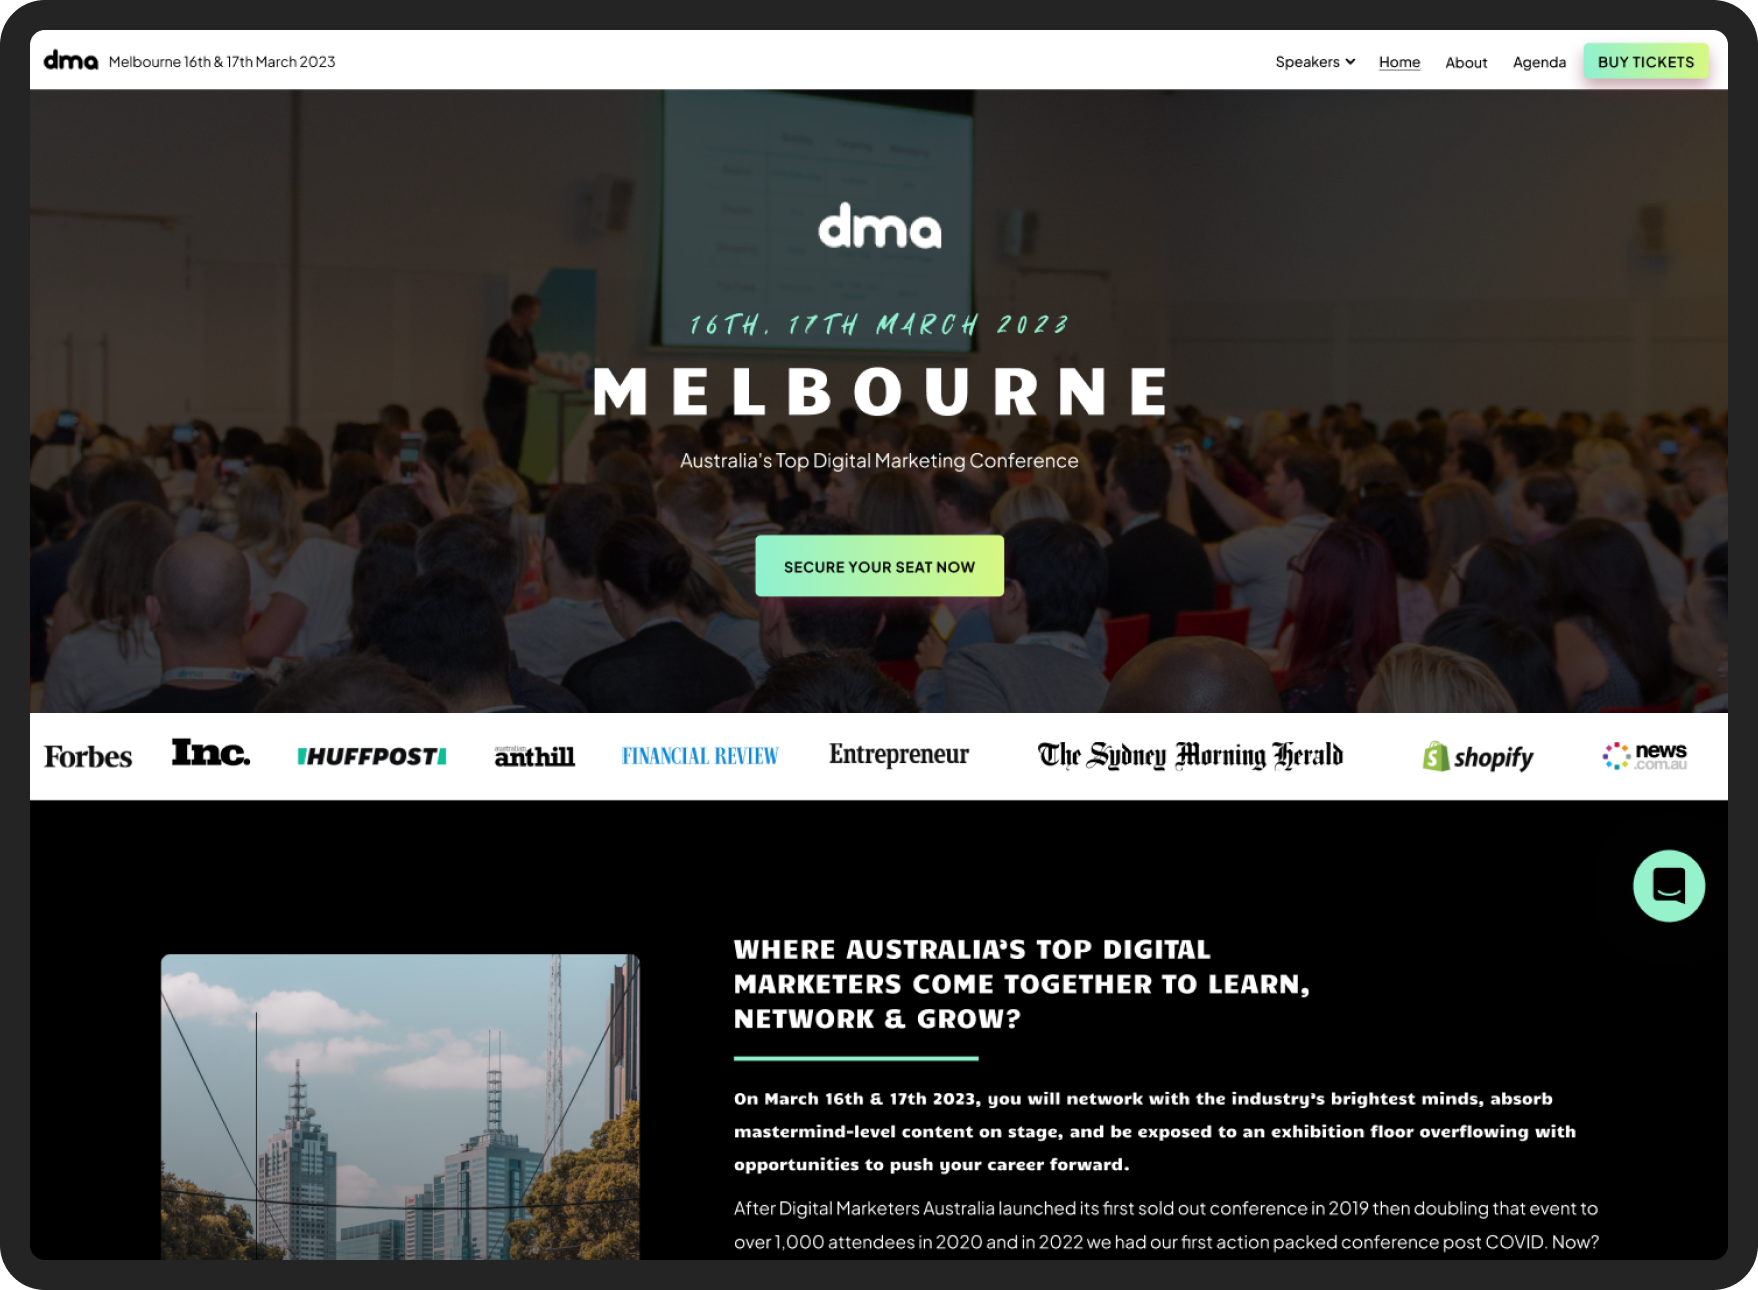 dma Melbourne 16th & 17th March 2023
Speakers Home About Agenda BUY TICKETS
dma
16TH, 17TH MARCH 2023
MELBOURNE
Australia's Top Digital Marketing Conference
SECURE YOUR SEAT NOW
Forbes Inc. HUFFPOST australian anthill FINANCIAL REVIEW Entrepreneur The Sydney Morning Herald shopify news.com.au
WHERE AUSTRALIA'S TOP DIGITAL
MARKETERS COME TOGETHER TO LEARN,
NETWORK & GROW?
On March 16th & 17th 2023, you will network with the industry's brightest minds, absorb
mastermind-level content on stage, and be exposed to an exhibition floor overflowing with
opportunities to push your career forward.
After Digital Marketers Australia launched its first sold out conference in 2019 then doubling that event to
over 1,000 attendees in 2020 and in 2022 we had our first action packed conference post COVID. Now?